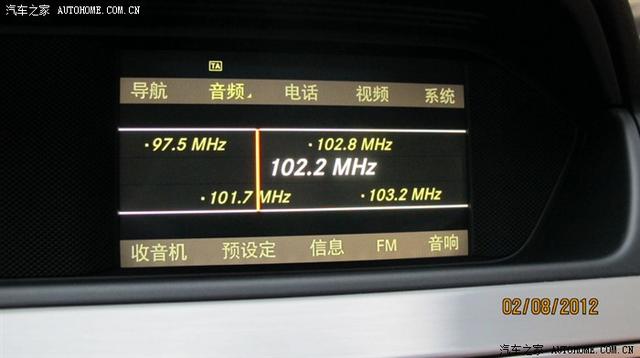 汽车之家 AUTOHOME.COM.CN
TA
导航 音频 电话 视频 系统
·97.5 MHz ·102.8 MHz
102.2 MHz
·101.7 MHz ·103.2 MHz
收音机 预设定 信息 FM 音响
02/08/2012
汽车之家 AUTOHOME.COM.CN